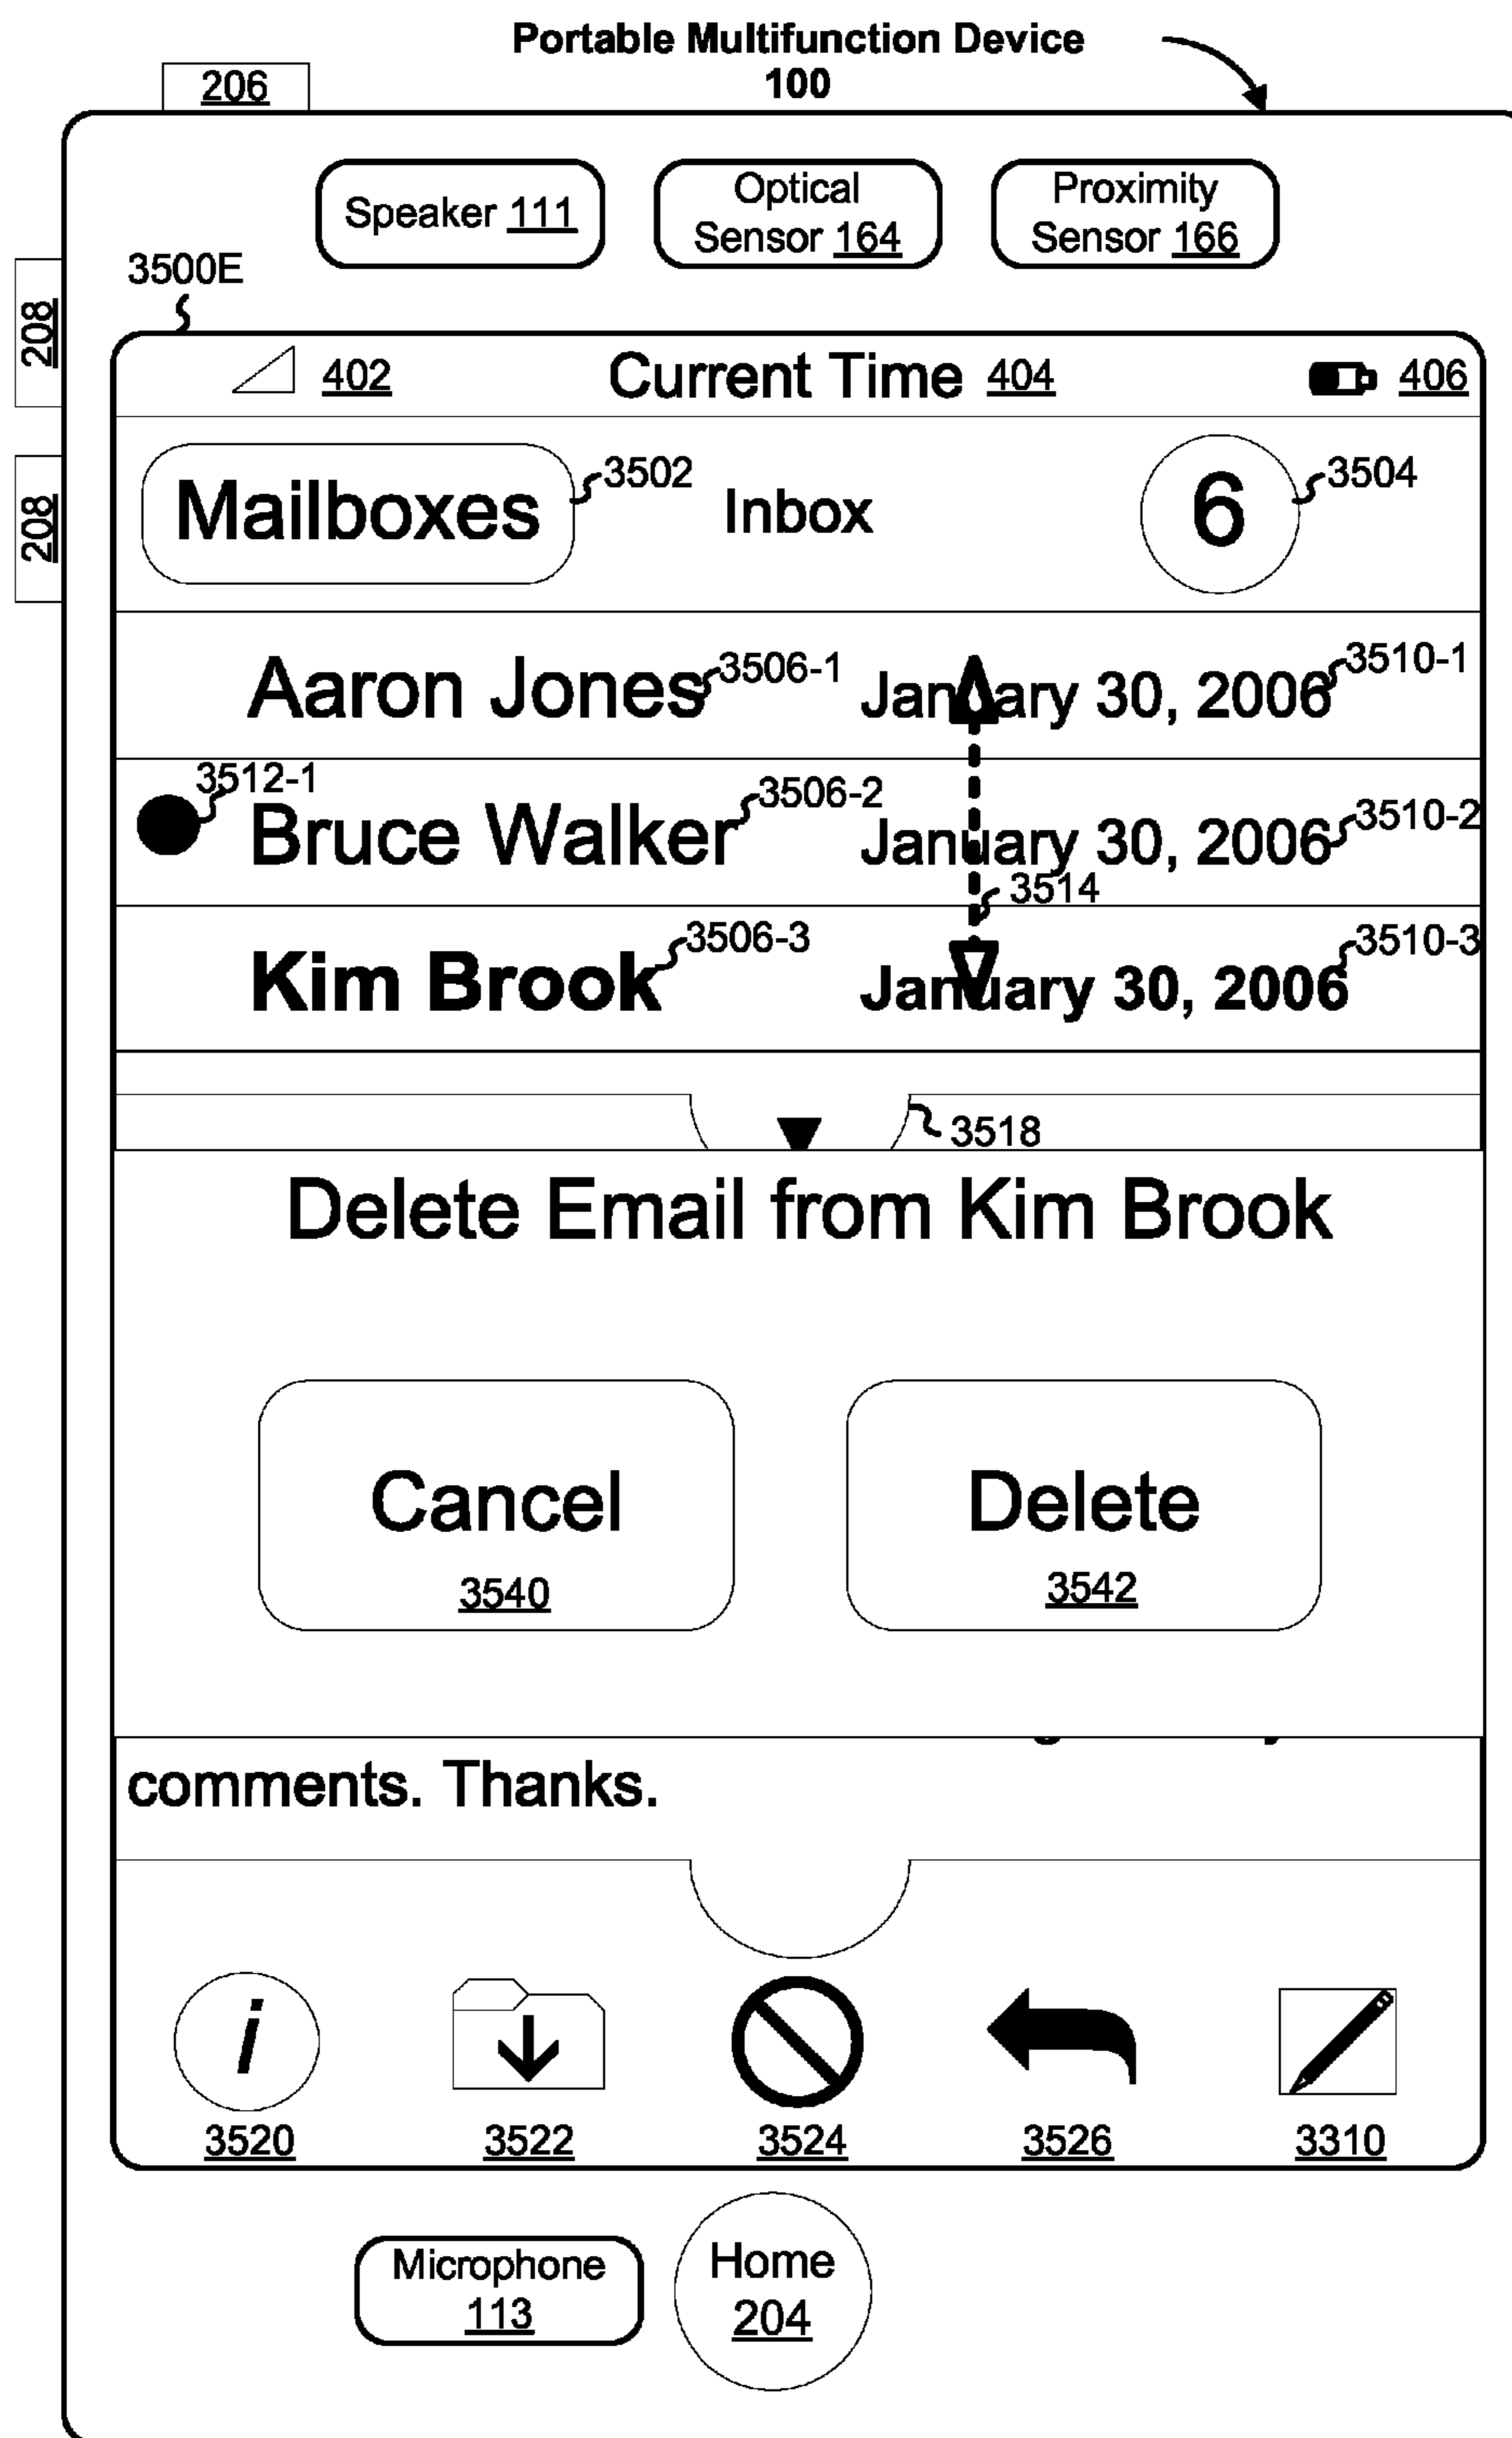 Portable Multifunction Device
100
206
Speaker 111
Optical
Sensor 164
Proximity
Sensor 166
3500E
208
208
402
Current Time 404
406
Mailboxes
3502
Inbox
6
3504
Aaron Jones
3506-1
January 30, 2006
3510-1
3512-1
Bruce Walker
3506-2
January 30, 2006
3510-2
3514
Kim Brook
3506-3
January 30, 2006
3510-3
3518
Delete Email from Kim Brook
Cancel
3540
Delete
3542
comments. Thanks.
i
3520
3522
3524
3526
3310
Microphone
113
Home
204